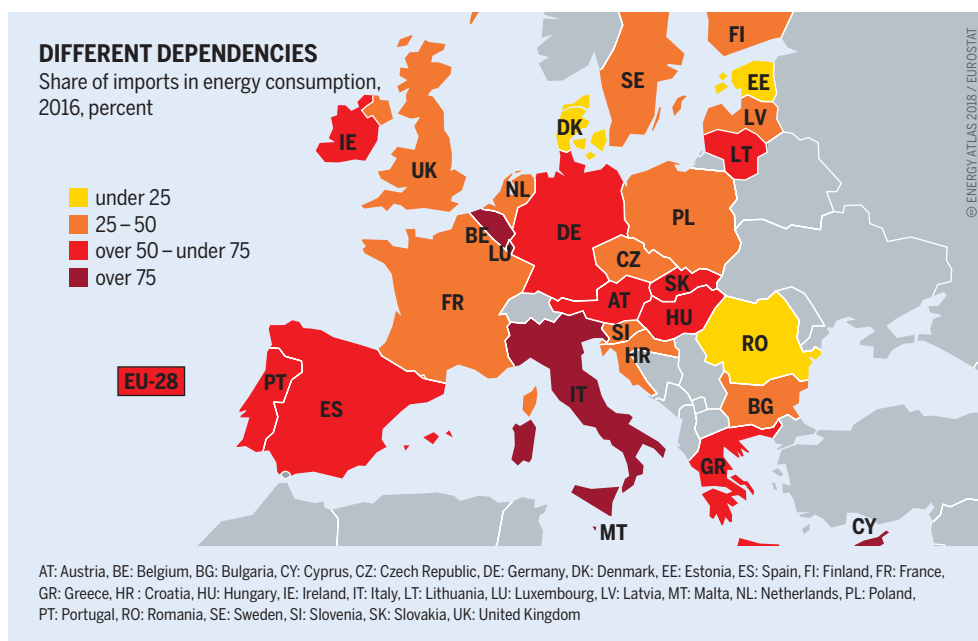 DIFFERENT DEPENDENCIES
Share of imports in energy consumption,
2016, percent
under 25
25 – 50
over 50 – under 75
over 75
EU-28
FI
SE
EE
LV
LT
DK
IE
UK
NL
BE
LU
DE
PL
CZ
SK
AT
HU
FR
SI
HR
RO
BG
IT
PT
ES
GR
MT
CY
© ENERGY ATLAS 2018 / EUROSTAT
AT: Austria, BE: Belgium, BG: Bulgaria, CY: Cyprus, CZ: Czech Republic, DE: Germany, DK: Denmark, EE: Estonia, ES: Spain, FI: Finland, FR: France,
GR: Greece, HR : Croatia, HU: Hungary, IE: Ireland, IT: Italy, LT: Lithuania, LU: Luxembourg, LV: Latvia, MT: Malta, NL: Netherlands, PL: Poland,
PT: Portugal, RO: Romania, SE: Sweden, SI: Slovenia, SK: Slovakia, UK: United Kingdom